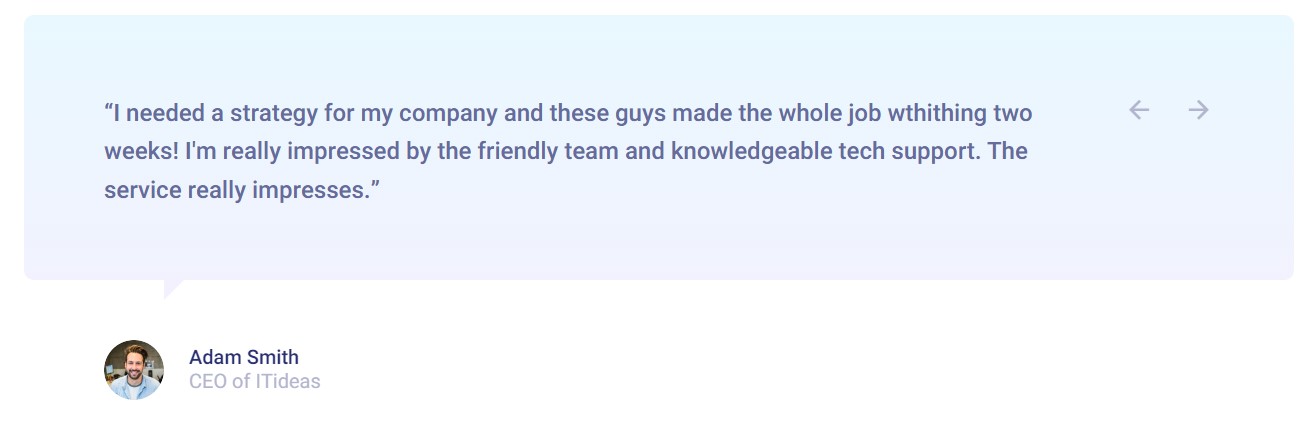 “I needed a strategy for my company and these guys made the whole job wthithing two
weeks! I'm really impressed by the friendly team and knowledgeable tech support. The
service really impresses.”
Adam Smith
CEO of ITideas